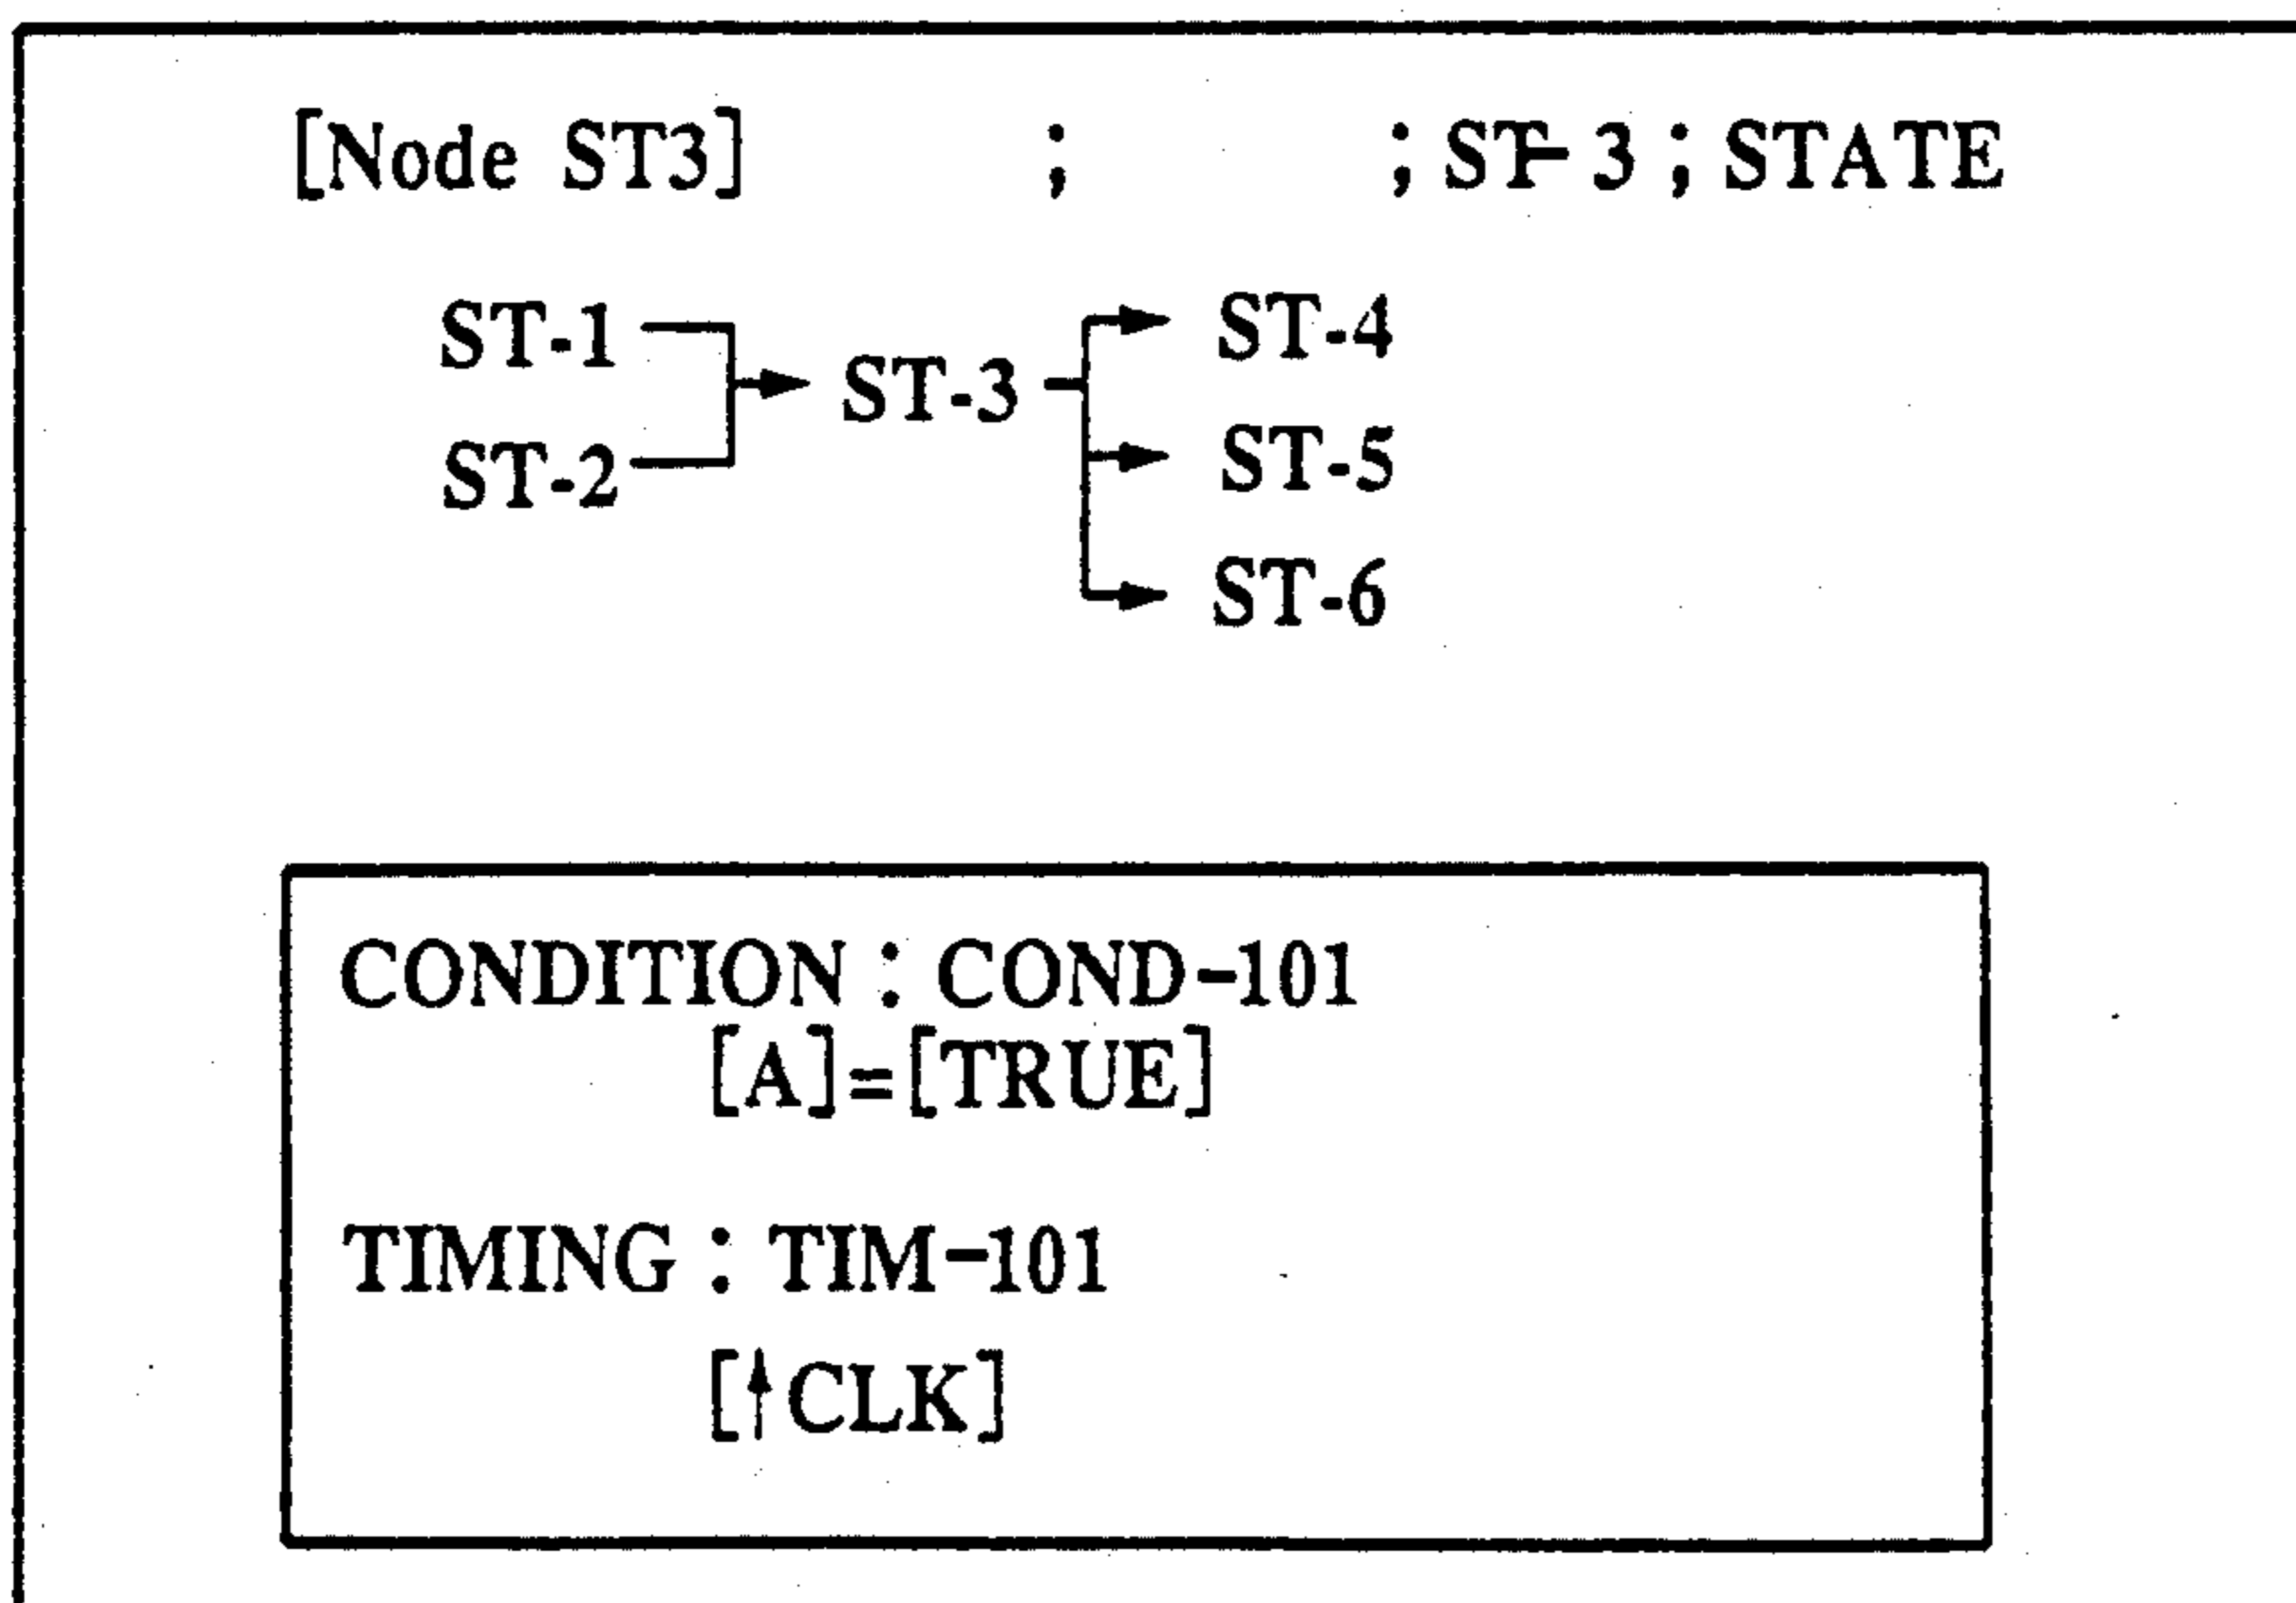 [Node ST3] ; ; ST-3 ; STATE
ST-1
ST-2
ST-3
ST-4
ST-5
ST-6
CONDITION : COND-101
[A]=[TRUE]
TIMING : TIM-101
[↑CLK]